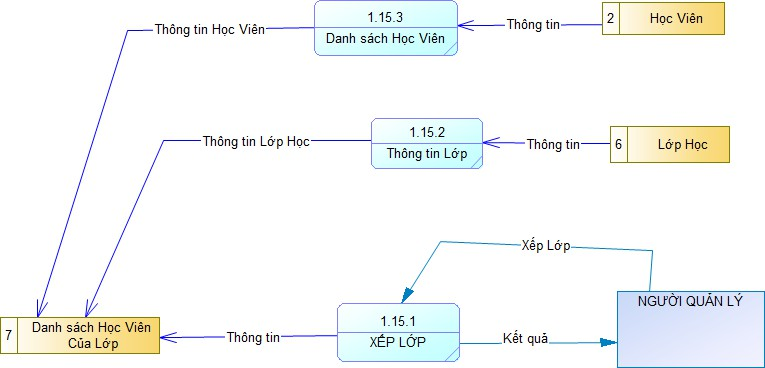 1.15.3
Danh sách Học Viên
Thông tin Học Viên
Thông tin
2
Học Viên
1.15.2
Thông tin Lớp
Thông tin Lớp Học
Thông tin
6
Lớp Học
Xếp Lớp
NGƯỜI QUẢN LÝ
1.15.1
XẾP LỚP
Kết quả
Thông tin
7
Danh sách Học Viên
Của Lớp